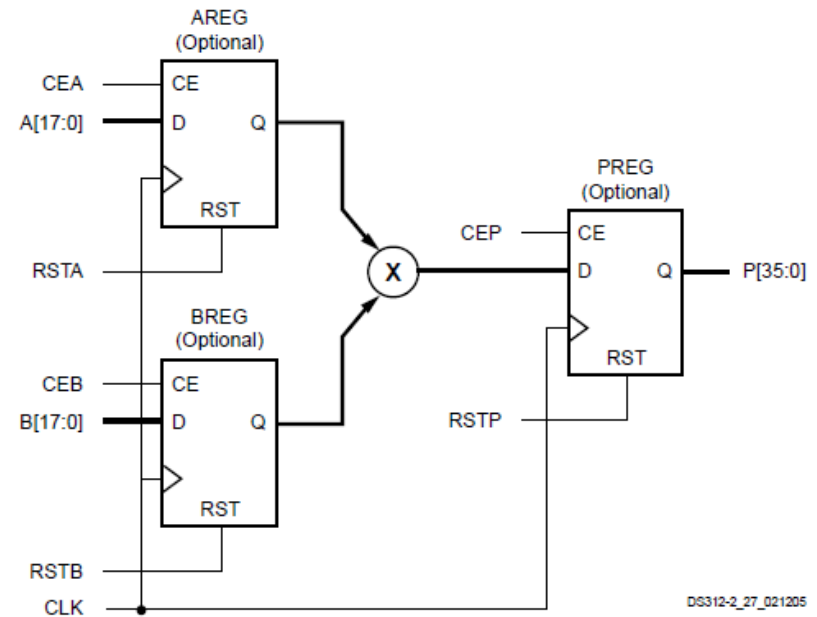 AREG
(Optional)
CEA
CE
A[17:0]
D
Q
RST
RSTA
PREG
(Optional)
CEP
CE
X
D
Q
P[35:0]
BREG
(Optional)
RST
CEB
CE
B[17:0]
D
Q
RSTP
RST
RSTB
CLK
DS312-2_27_021205